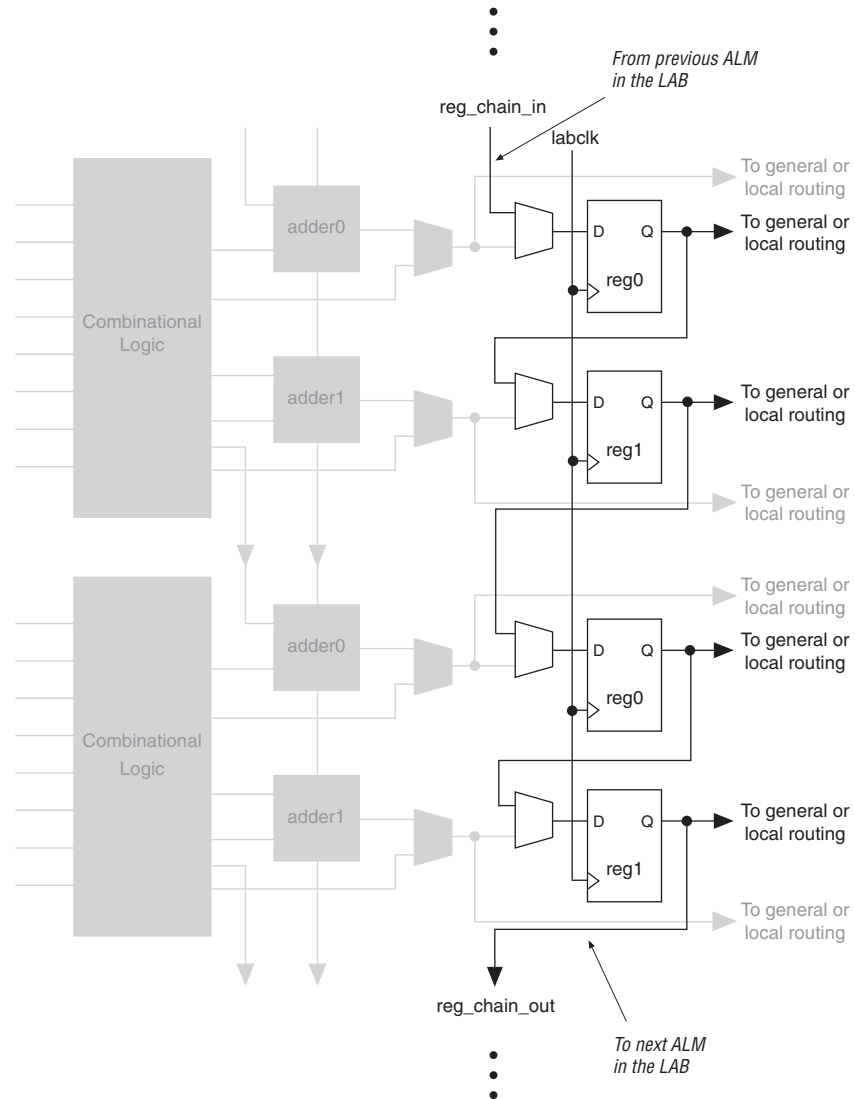 From previous ALM
in the LAB
reg_chain_in
labclk
To general or
local routing
adder0
D Q
To general or
local routing
reg0
Combinational
Logic
adder1
D Q
To general or
local routing
reg1
To general or
local routing
To general or
local routing
adder0
D Q
To general or
local routing
reg0
Combinational
Logic
adder1
D Q
To general or
local routing
reg1
To general or
local routing
reg_chain_out
To next ALM
in the LAB